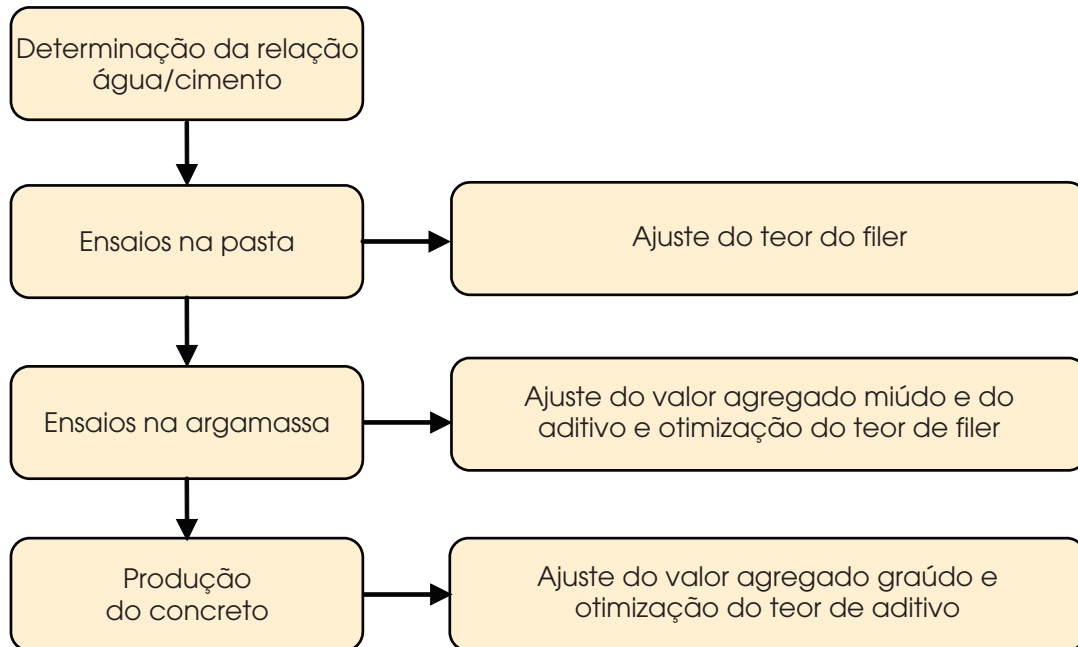 Determinação da relação
água/cimento
Ensaios na pasta
Ajuste do teor do filer
Ensaios na argamassa
Ajuste do valor agregado miúdo e do
aditivo e otimização do teor de filer
Produção
do concreto
Ajuste do valor agregado graúdo e
otimização do teor de aditivo